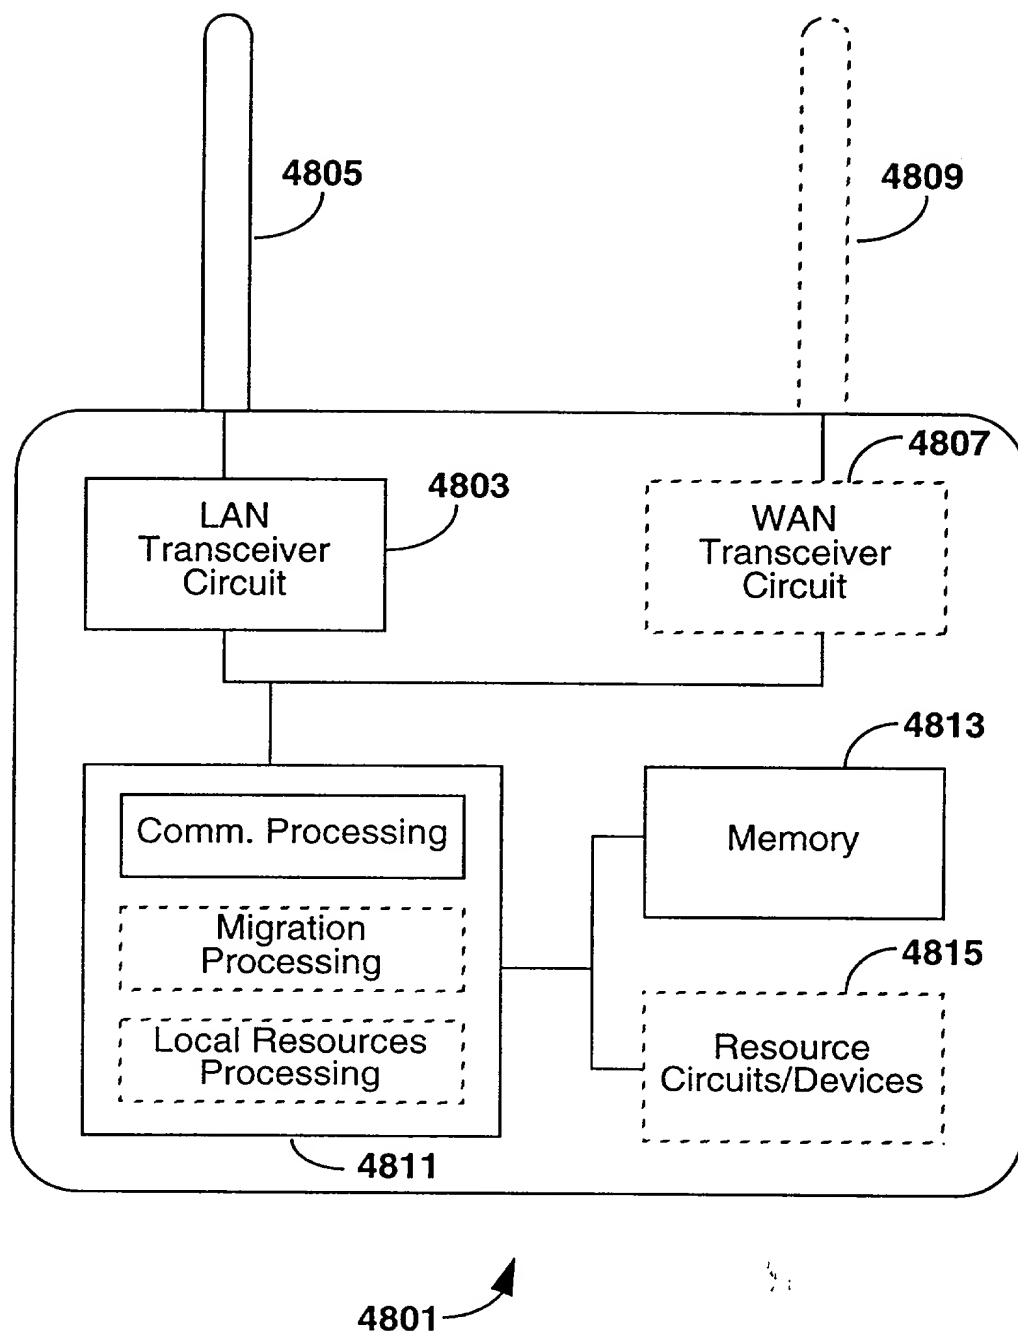 4805
4809
4807
LAN
Transceiver
Circuit
4803
WAN
Transceiver
Circuit
4813
Comm. Processing
Memory
Migration
Processing
4815
Local Resources
Processing
Resource
Circuits/Devices
4811
4801